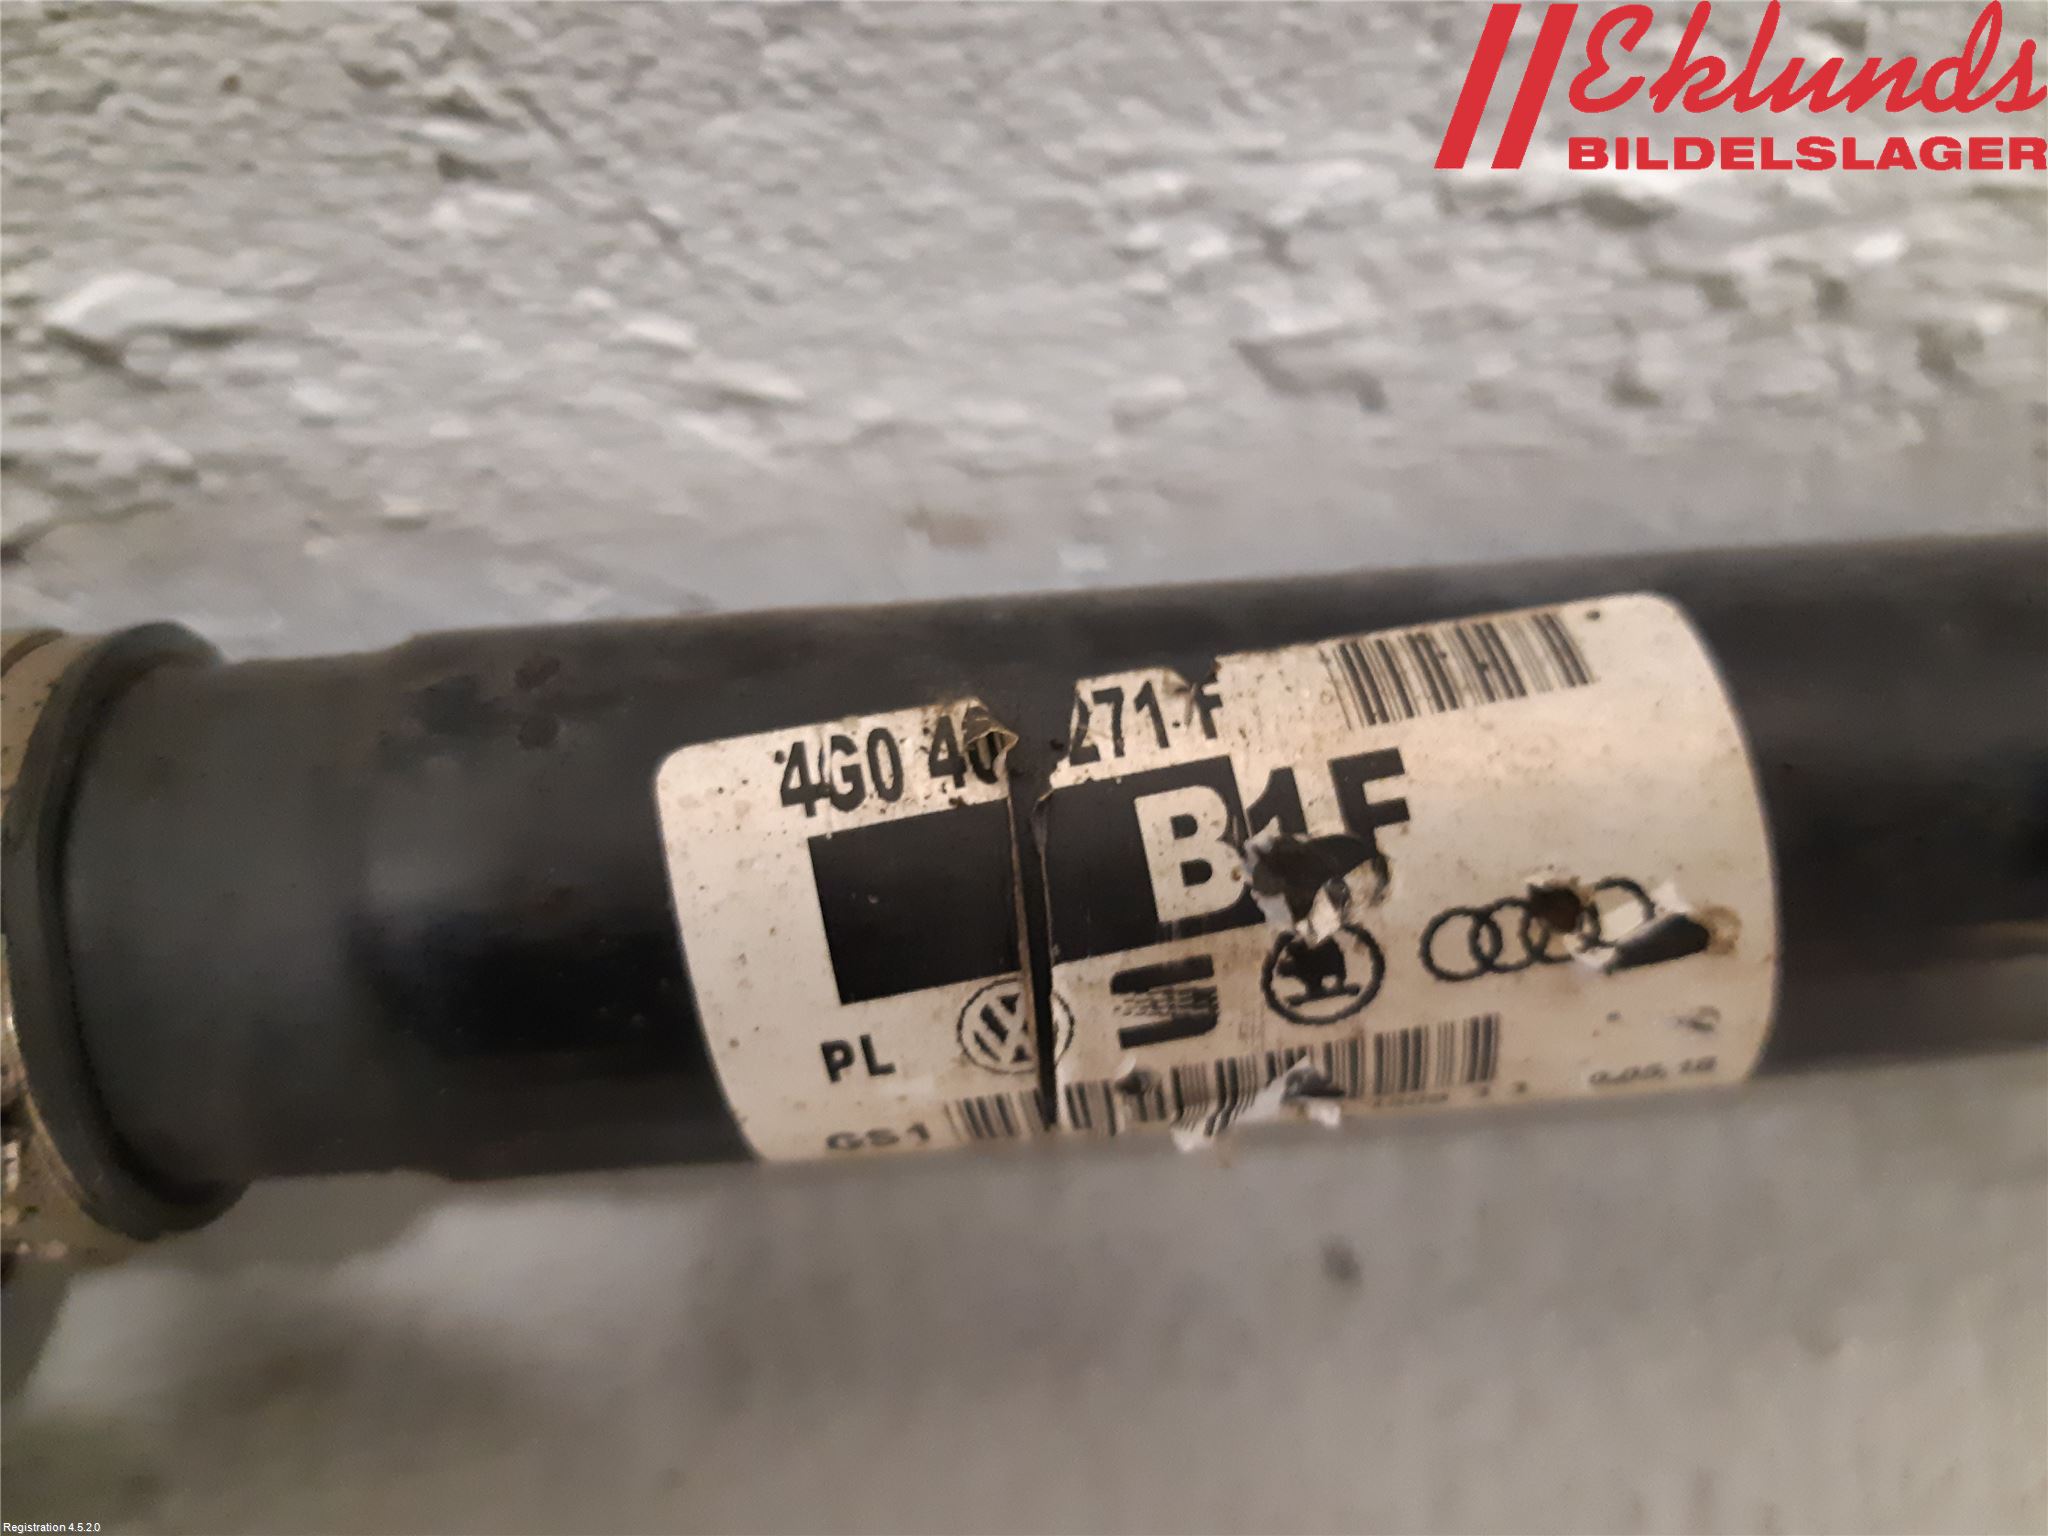 Eklunds
BILDELSLAGER
4G0 40 271 F
B1F
PL
GS1
Registration 4.5.2.0